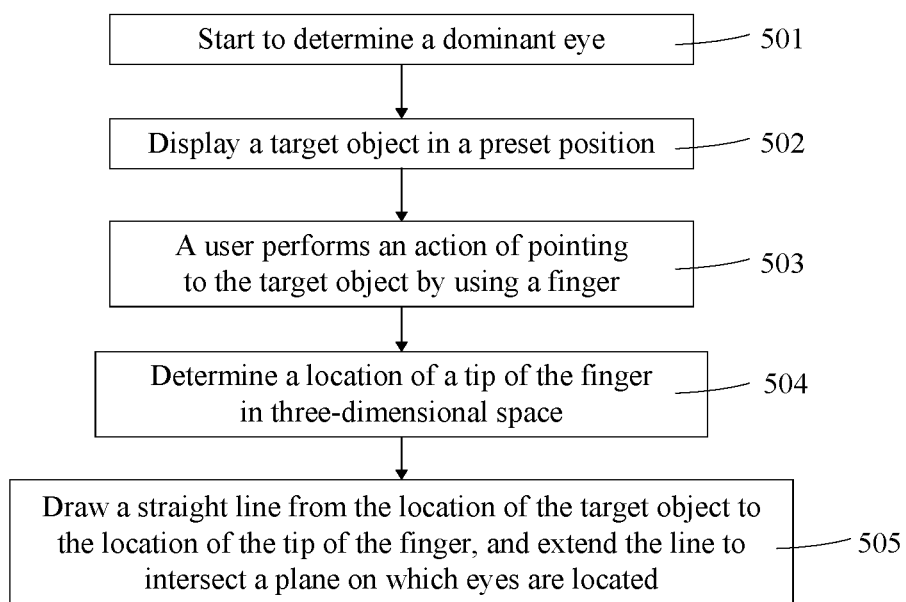 Start to determine a dominant eye
501
Display a target object in a preset position
502
A user performs an action of pointing
to the target object by using a finger
503
Determine a location of a tip of the finger
in three-dimensional space
504
Draw a straight line from the location of the target object to
the location of the tip of the finger, and extend the line to
intersect a plane on which eyes are located
505